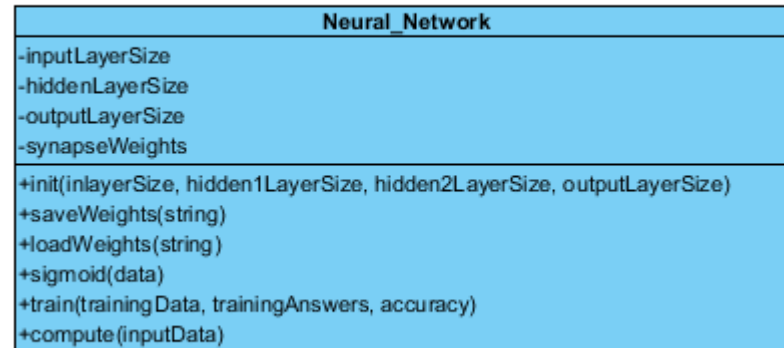 Neural_Network
-inputLayerSize
-hiddenLayerSize
-outputLayerSize
-synapseWeights
+init(inlayerSize, hidden1LayerSize, hidden2LayerSize, outputLayerSize)
+saveWeights(string)
+loadWeights(string)
+sigmoid(data)
+train(trainingData, trainingAnswers, accuracy)
+compute(inputData)